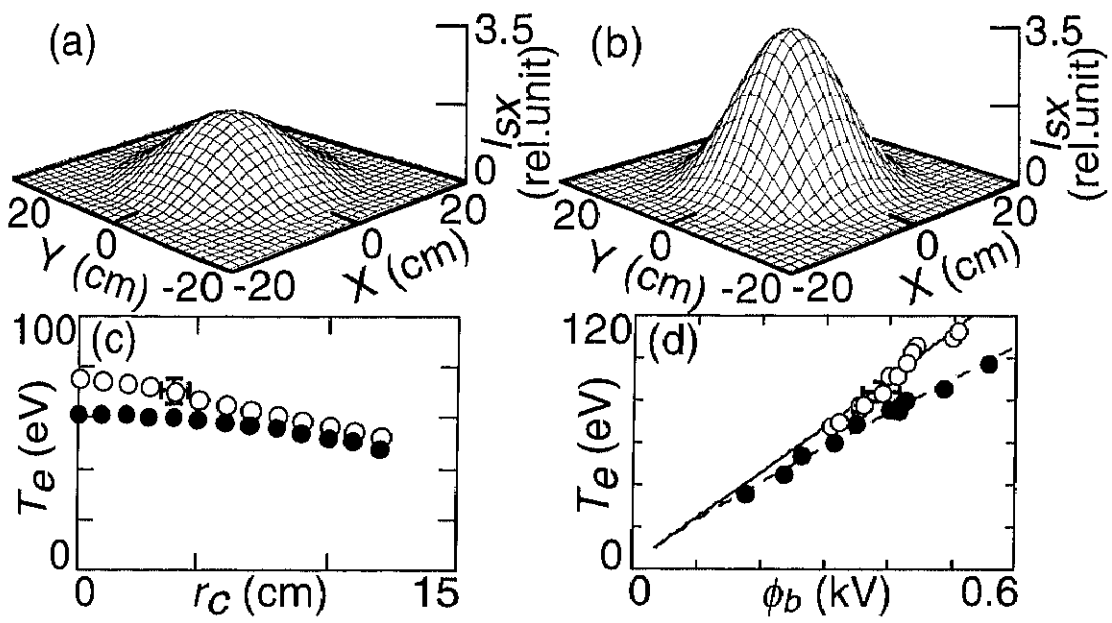 (a)
3.5
0
I_SX
(rel.unit)
20
0
-20
Y (cm)
-20
0
20
X (cm)
(b)
3.5
0
I_SX
(rel.unit)
20
0
-20
Y (cm)
-20
0
20
X (cm)
(c)
100
0
T_e (eV)
0
15
r_c (cm)
(d)
120
0
T_e (eV)
0
0.6
ϕ_b (kV)